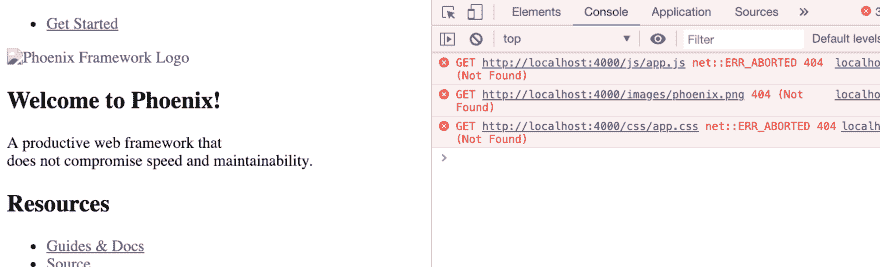 Get Started
Phoenix Framework Logo
Welcome to Phoenix!
A productive web framework that
does not compromise speed and maintainability.
Resources
Guides & Docs
Source
Elements Console Application Sources »
top Filter Default levels
GET http://localhost:4000/js/app.js net::ERR_ABORTED 404 localho
(Not Found)
GET http://localhost:4000/images/phoenix.png 404 (Not localho
Found)
GET http://localhost:4000/css/app.css net::ERR_ABORTED 404 localh
(Not Found)
>